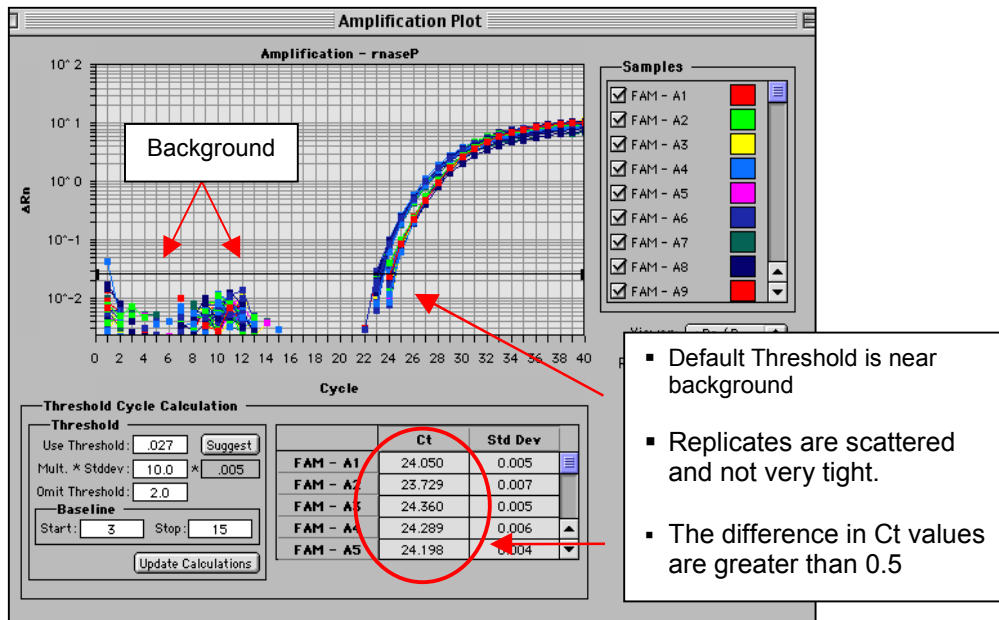 Amplification Plot
Amplification - rnaseP
10^ 2
10^ 1
10^ 0
10^-1
10^-2
ΔRn
Background
0 2 4 6 8 10 12 14 16 18 20 22 24 26 28 30 32 34 36 38 40
Cycle
Samples
FAM - A1
FAM - A2
FAM - A3
FAM - A4
FAM - A5
FAM - A6
FAM - A7
FAM - A8
FAM - A9
Threshold Cycle Calculation
Threshold
Use Threshold: .027 Suggest
Mult. * Stddev: 10.0 * .005
Omit Threshold: 2.0
Baseline
Start: 3 Stop: 15
Update Calculations
Ct Std Dev
FAM - A1 24.050 0.005
FAM - A2 23.729 0.007
FAM - A3 24.360 0.005
FAM - A4 24.289 0.006
FAM - A5 24.198 0.004
▪ Default Threshold is near
background
▪ Replicates are scattered
and not very tight.
▪ The difference in Ct values
are greater than 0.5